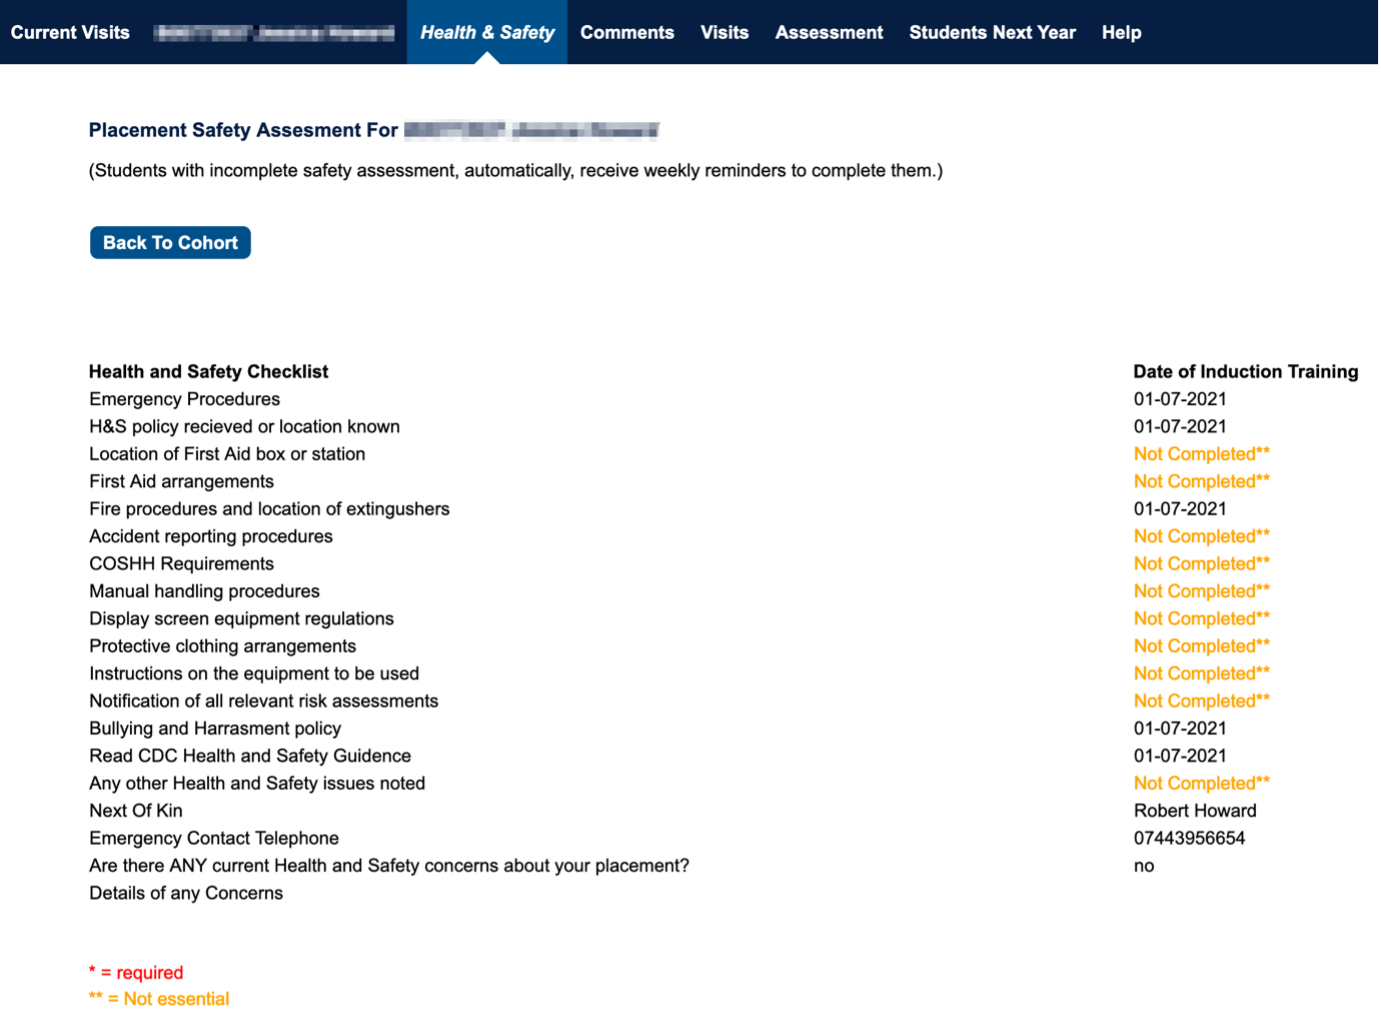 Current Visits Health & Safety Comments Visits Assessment Students Next Year Help
Placement Safety Assesment For
(Students with incomplete safety assessment, automatically, receive weekly reminders to complete them.)
Back To Cohort
Health and Safety Checklist Date of Induction Training
Emergency Procedures 01-07-2021
H&S policy recieved or location known 01-07-2021
Location of First Aid box or station Not Completed**
First Aid arrangements Not Completed**
Fire procedures and location of extingushers 01-07-2021
Accident reporting procedures Not Completed**
COSHH Requirements Not Completed**
Manual handling procedures Not Completed**
Display screen equipment regulations Not Completed**
Protective clothing arrangements Not Completed**
Instructions on the equipment to be used Not Completed**
Notification of all relevant risk assessments Not Completed**
Bullying and Harrasment policy 01-07-2021
Read CDC Health and Safety Guidence 01-07-2021
Any other Health and Safety issues noted Not Completed**
Next Of Kin Robert Howard
Emergency Contact Telephone 07443956654
Are there ANY current Health and Safety concerns about your placement? no
Details of any Concerns
* = required
** = Not essential